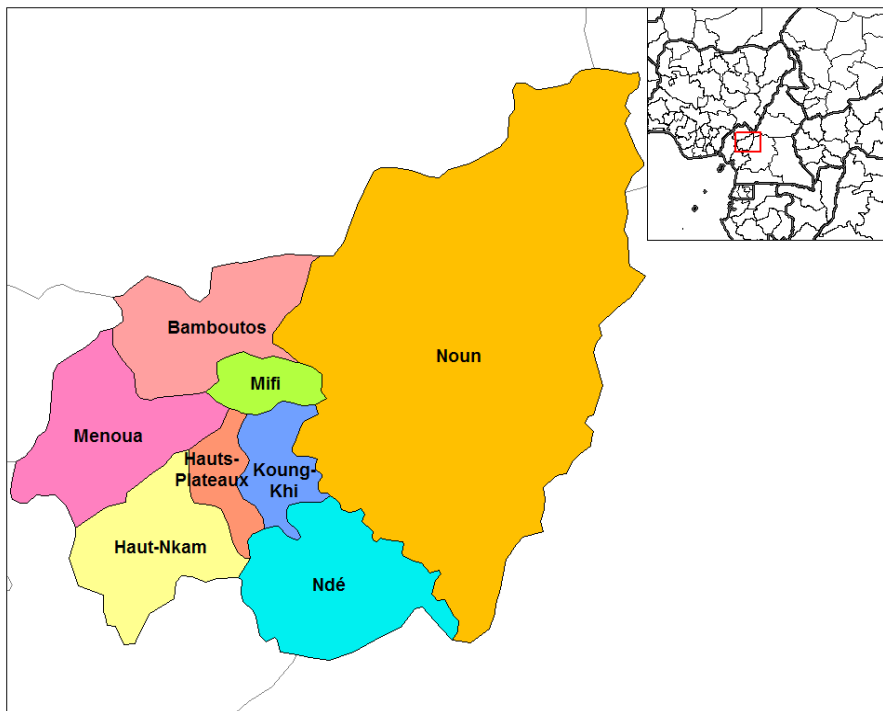 Bamboutos
Noun
Mifi
Menoua
Hauts-
Plateaux
Koung-
Khi
Haut-Nkam
Ndé